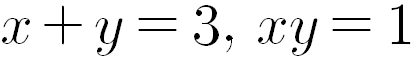 x + y = 3, xy = 1